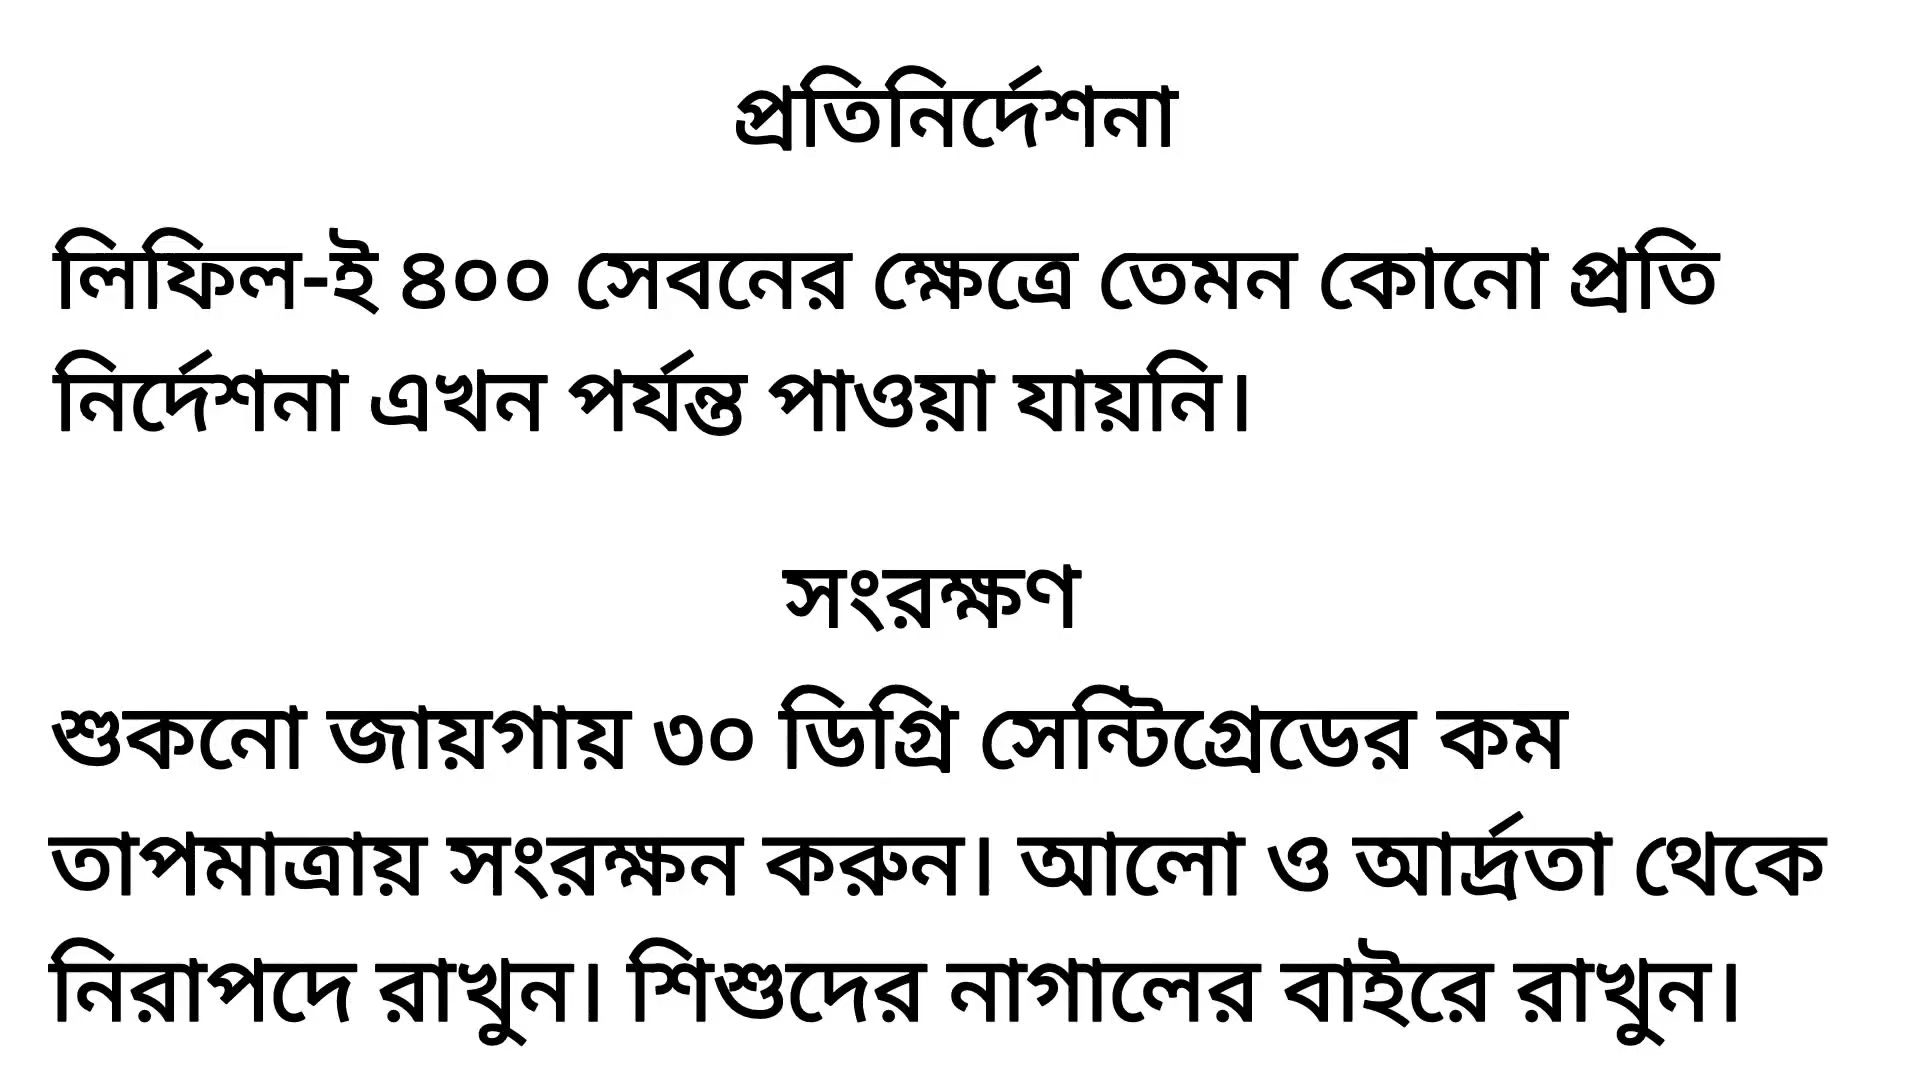 প্রতিনির্দেশনা
লিফিল-ই ৪০০ সেবনের ক্ষেত্রে তেমন কোনো প্রতি
নির্দেশনা এখন পর্যন্ত পাওয়া যায়নি।
সংরক্ষণ
শুকনো জায়গায় ৩০ ডিগ্রি সেন্টিগ্রেডের কম
তাপমাত্রায় সংরক্ষন করুন। আলো ও আর্দ্রতা থেকে
নিরাপদে রাখুন। শিশুদের নাগালের বাইরে রাখুন।